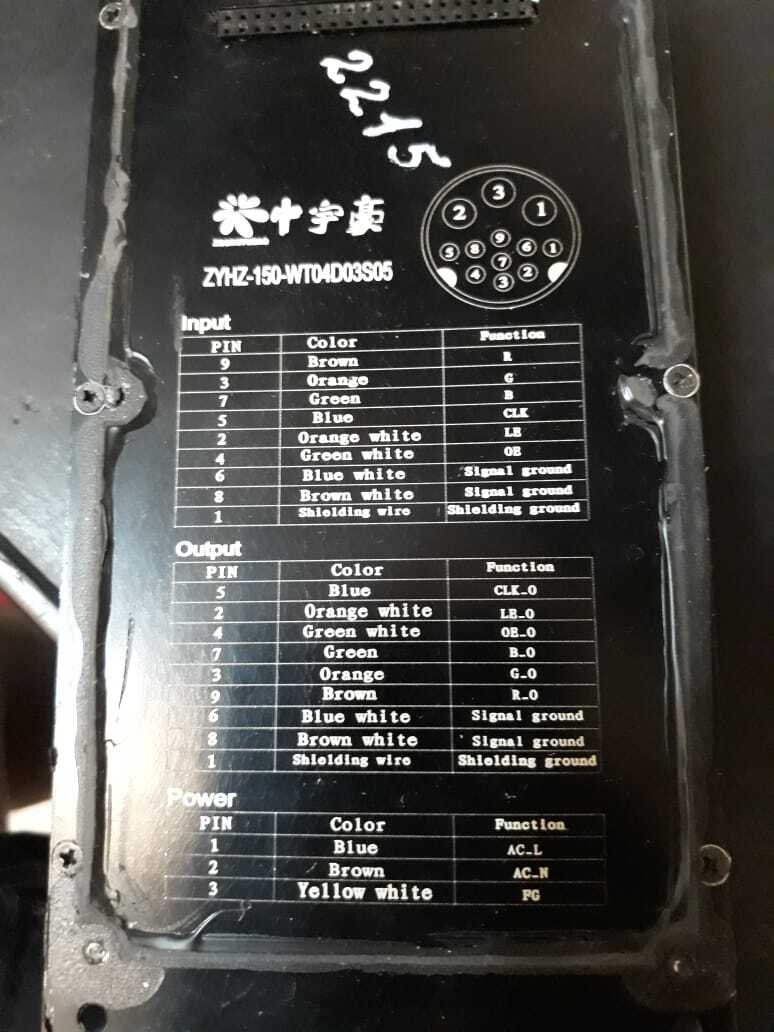 2215
中宇豪
ZYHZ-150-WT04D03S05
3
2 1
9
5 8 6 1
7
4 2
3
Input
PIN Color Function
9 Brown R
3 Orange G
7 Green B
5 Blue CLK
2 Orange white LE
4 Green white OE
6 Blue white Signal ground
8 Brown white Signal ground
1 Shielding wire Shielding ground
Output
PIN Color Function
5 Blue CLK_O
2 Orange white LE_O
4 Green white OE_O
7 Green B_O
3 Orange G_O
9 Brown R_O
6 Blue white Signal ground
8 Brown white Signal ground
1 Shielding wire Shielding ground
Power
PIN Color Function
1 Blue AC_L
2 Brown AC_N
3 Yellow white PG